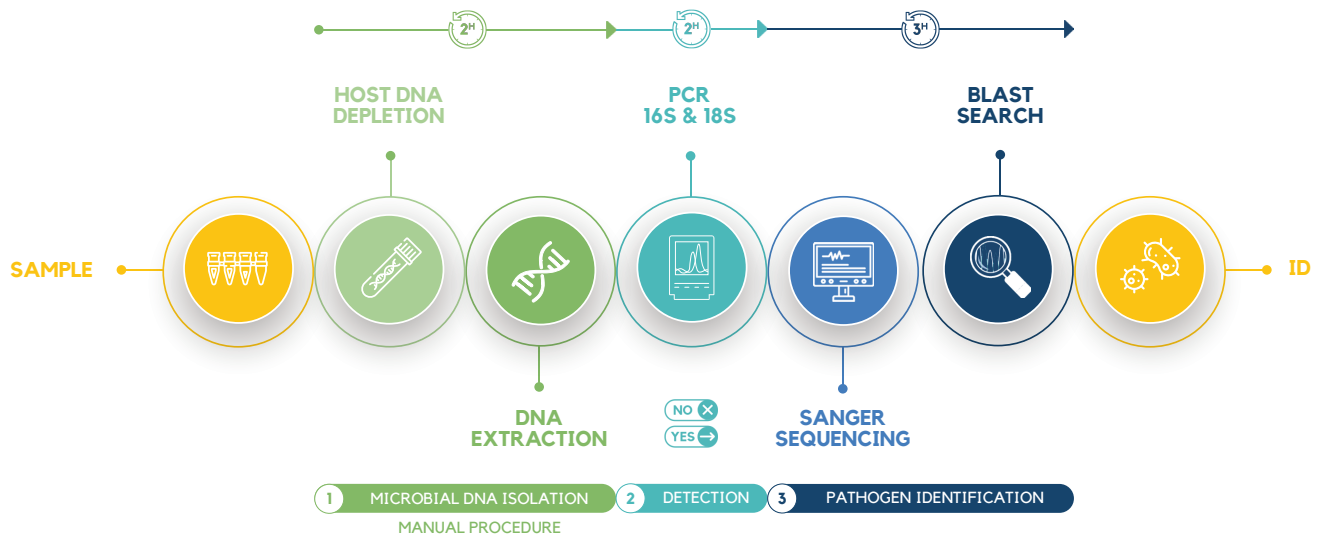 2H
2H
3H
HOST DNA
DEPLETION
PCR
16S & 18S
BLAST
SEARCH
SAMPLE
ID
DNA
EXTRACTION
NO
YES
SANGER
SEQUENCING
1 MICROBIAL DNA ISOLATION
2 DETECTION
3 PATHOGEN IDENTIFICATION
MANUAL PROCEDURE